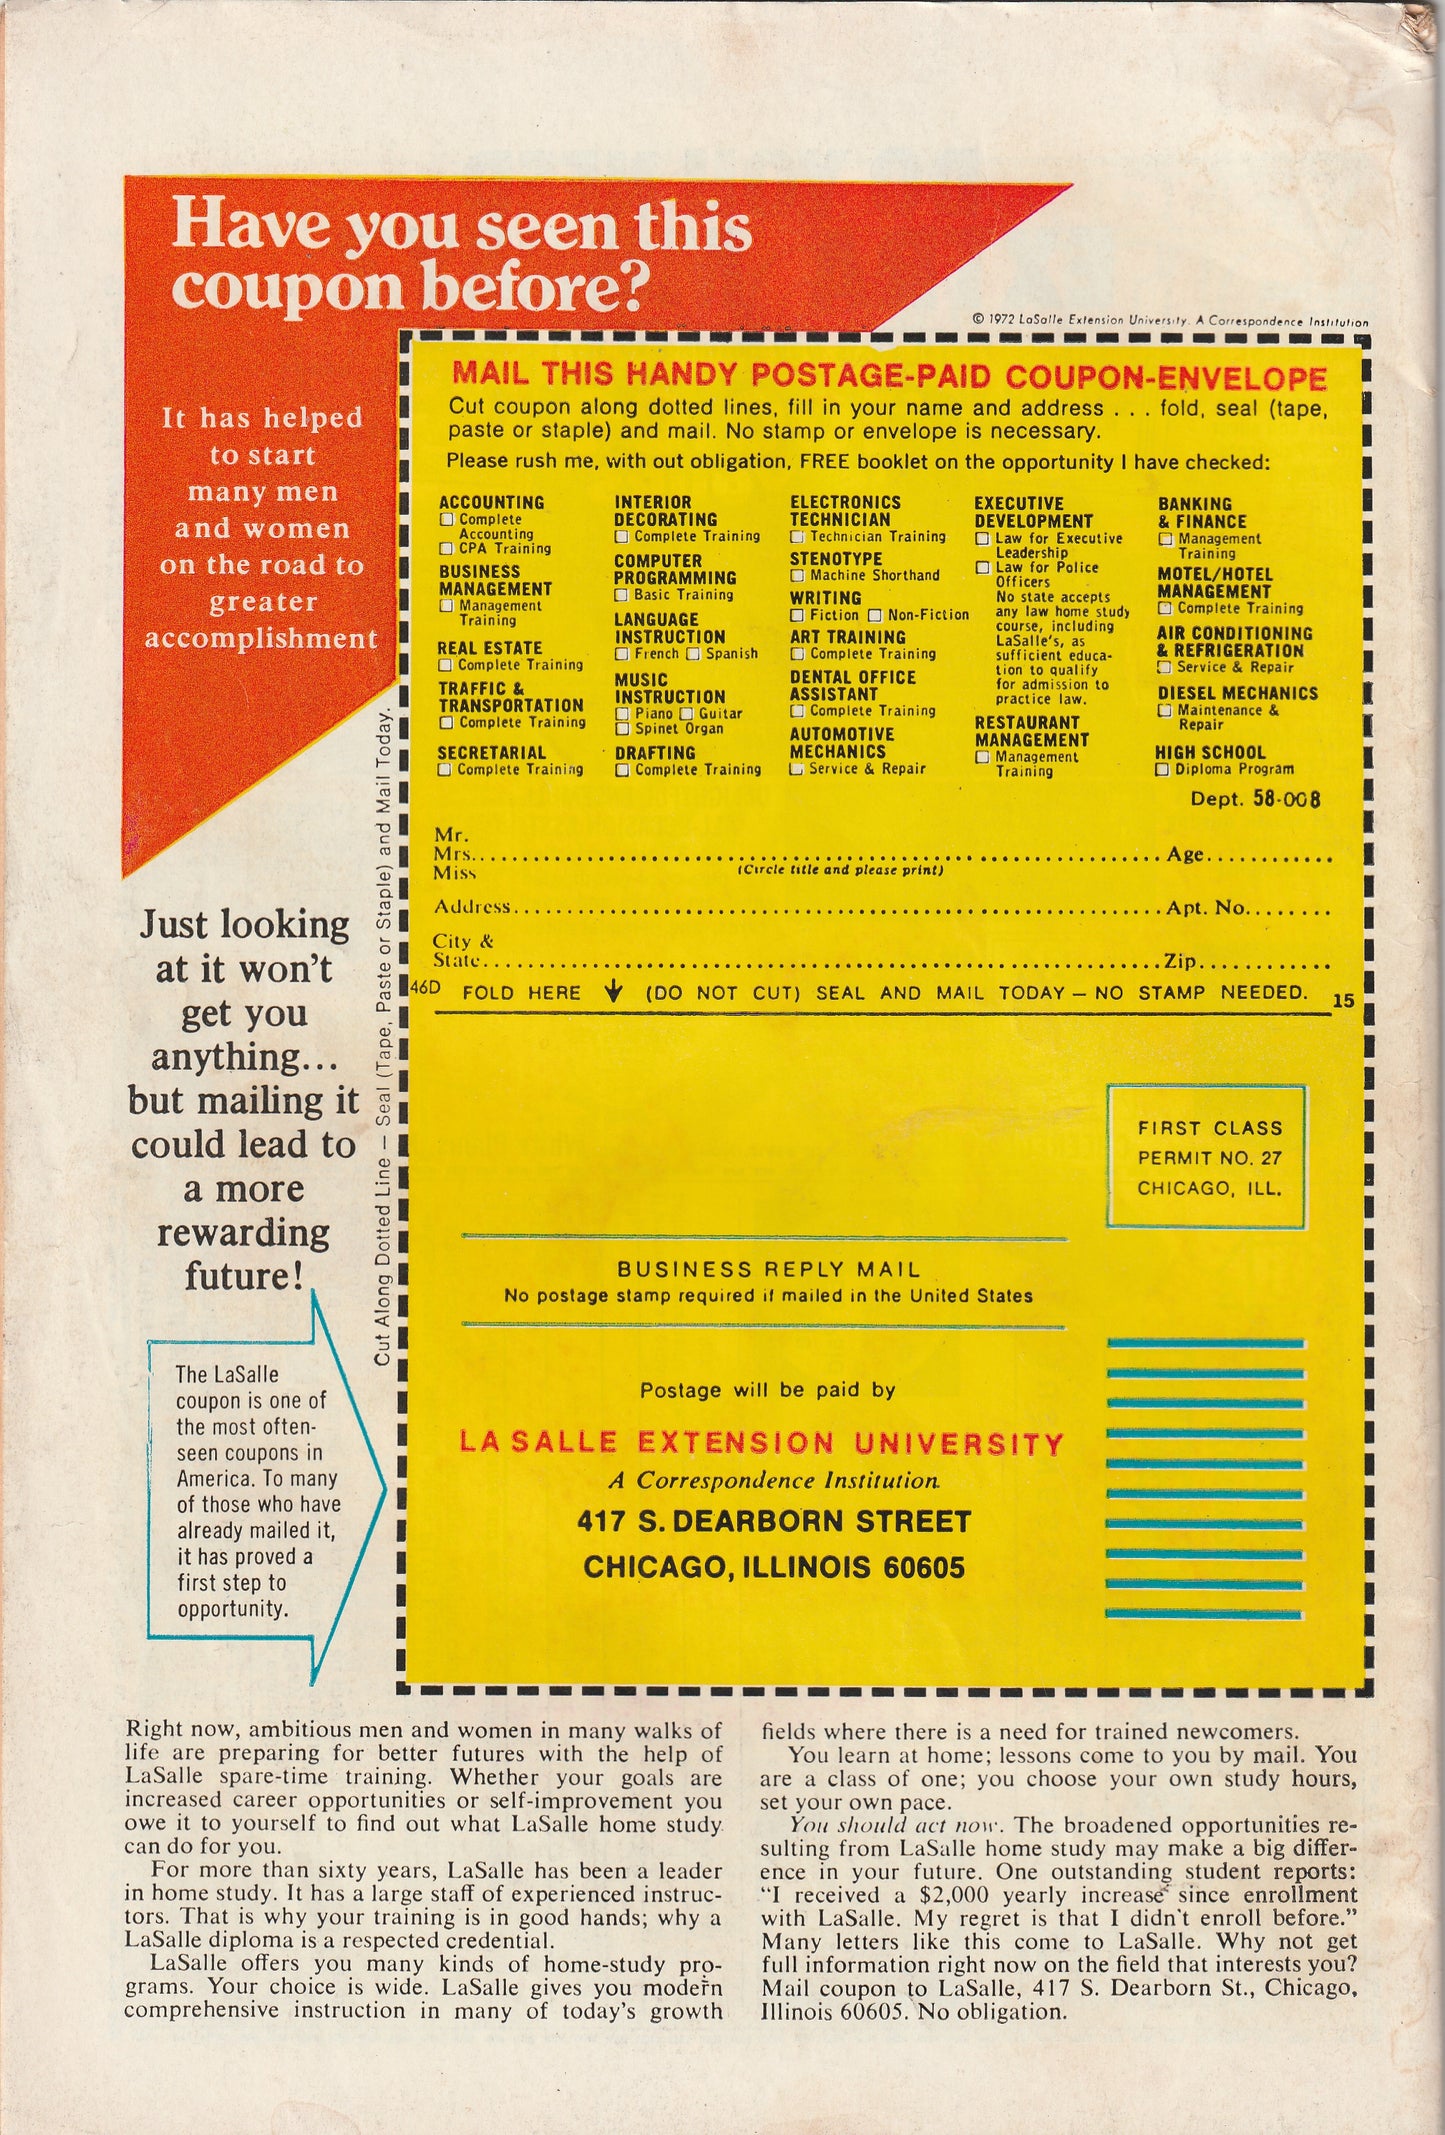 Have you seen this
coupon before?
© 1972 LaSalle Extension University. A Correspondence Institution
It has helped
to start
many men
and women
on the road to
greater
accomplishment
Just looking
at it won't
get you
anything...
but mailing it
could lead to
a more
rewarding
future!
The LaSalle
coupon is one of
the most often-
seen coupons in
America. To many
of those who have
already mailed it,
it has proved a
first step to
opportunity.
Cut Along Dotted Line — Seal (Tape, Paste or Staple) and Mail Today.
MAIL THIS HANDY POSTAGE-PAID COUPON-ENVELOPE
Cut coupon along dotted lines, fill in your name and address . . . fold, seal (tape,
paste or staple) and mail. No stamp or envelope is necessary.
Please rush me, with out obligation, FREE booklet on the opportunity I have checked:
ACCOUNTING
Complete
Accounting
CPA Training
BUSINESS
MANAGEMENT
Management
Training
REAL ESTATE
Complete Training
TRAFFIC &
TRANSPORTATION
Complete Training
SECRETARIAL
Complete Training
INTERIOR
DECORATING
Complete Training
COMPUTER
PROGRAMMING
Basic Training
LANGUAGE
INSTRUCTION
French Spanish
MUSIC
INSTRUCTION
Piano Guitar
Spinet Organ
DRAFTING
Complete Training
ELECTRONICS
TECHNICIAN
Technician Training
STENOTYPE
Machine Shorthand
WRITING
Fiction Non-Fiction
ART TRAINING
Complete Training
DENTAL OFFICE
ASSISTANT
Complete Training
AUTOMOTIVE
MECHANICS
Service & Repair
EXECUTIVE
DEVELOPMENT
Law for Executive
Leadership
Law for Police
Officers
No state accepts
any law home study
course, including
LaSalle's, as
sufficient educa-
tion to qualify
for admission to
practice law.
RESTAURANT
MANAGEMENT
Management
Training
BANKING
& FINANCE
Management
Training
MOTEL/HOTEL
MANAGEMENT
Complete Training
AIR CONDITIONING
& REFRIGERATION
Service & Repair
DIESEL MECHANICS
Maintenance &
Repair
HIGH SCHOOL
Diploma Program
Dept. 58-008
Mr.
Mrs. Age
Miss (Circle title and please print)
Address Apt. No.
City &
State Zip
46D FOLD HERE (DO NOT CUT) SEAL AND MAIL TODAY — NO STAMP NEEDED. 15
FIRST CLASS
PERMIT NO. 27
CHICAGO, ILL.
BUSINESS REPLY MAIL
No postage stamp required if mailed in the United States
Postage will be paid by
LA SALLE EXTENSION UNIVERSITY
A Correspondence Institution
417 S. DEARBORN STREET
CHICAGO, ILLINOIS 60605
Right now, ambitious men and women in many walks of
life are preparing for better futures with the help of
LaSalle spare-time training. Whether your goals are
increased career opportunities or self-improvement you
owe it to yourself to find out what LaSalle home study
can do for you.
For more than sixty years, LaSalle has been a leader
in home study. It has a large staff of experienced instruc-
tors. That is why your training is in good hands; why a
LaSalle diploma is a respected credential.
LaSalle offers you many kinds of home-study pro-
grams. Your choice is wide. LaSalle gives you modern
comprehensive instruction in many of today's growth
fields where there is a need for trained newcomers.
You learn at home; lessons come to you by mail. You
are a class of one; you choose your own study hours,
set your own pace.
You should act now. The broadened opportunities re-
sulting from LaSalle home study may make a big differ-
ence in your future. One outstanding student reports:
"I received a $2,000 yearly increase since enrollment
with LaSalle. My regret is that I didn't enroll before."
Many letters like this come to LaSalle. Why not get
full information right now on the field that interests you?
Mail coupon to LaSalle, 417 S. Dearborn St., Chicago,
Illinois 60605. No obligation.